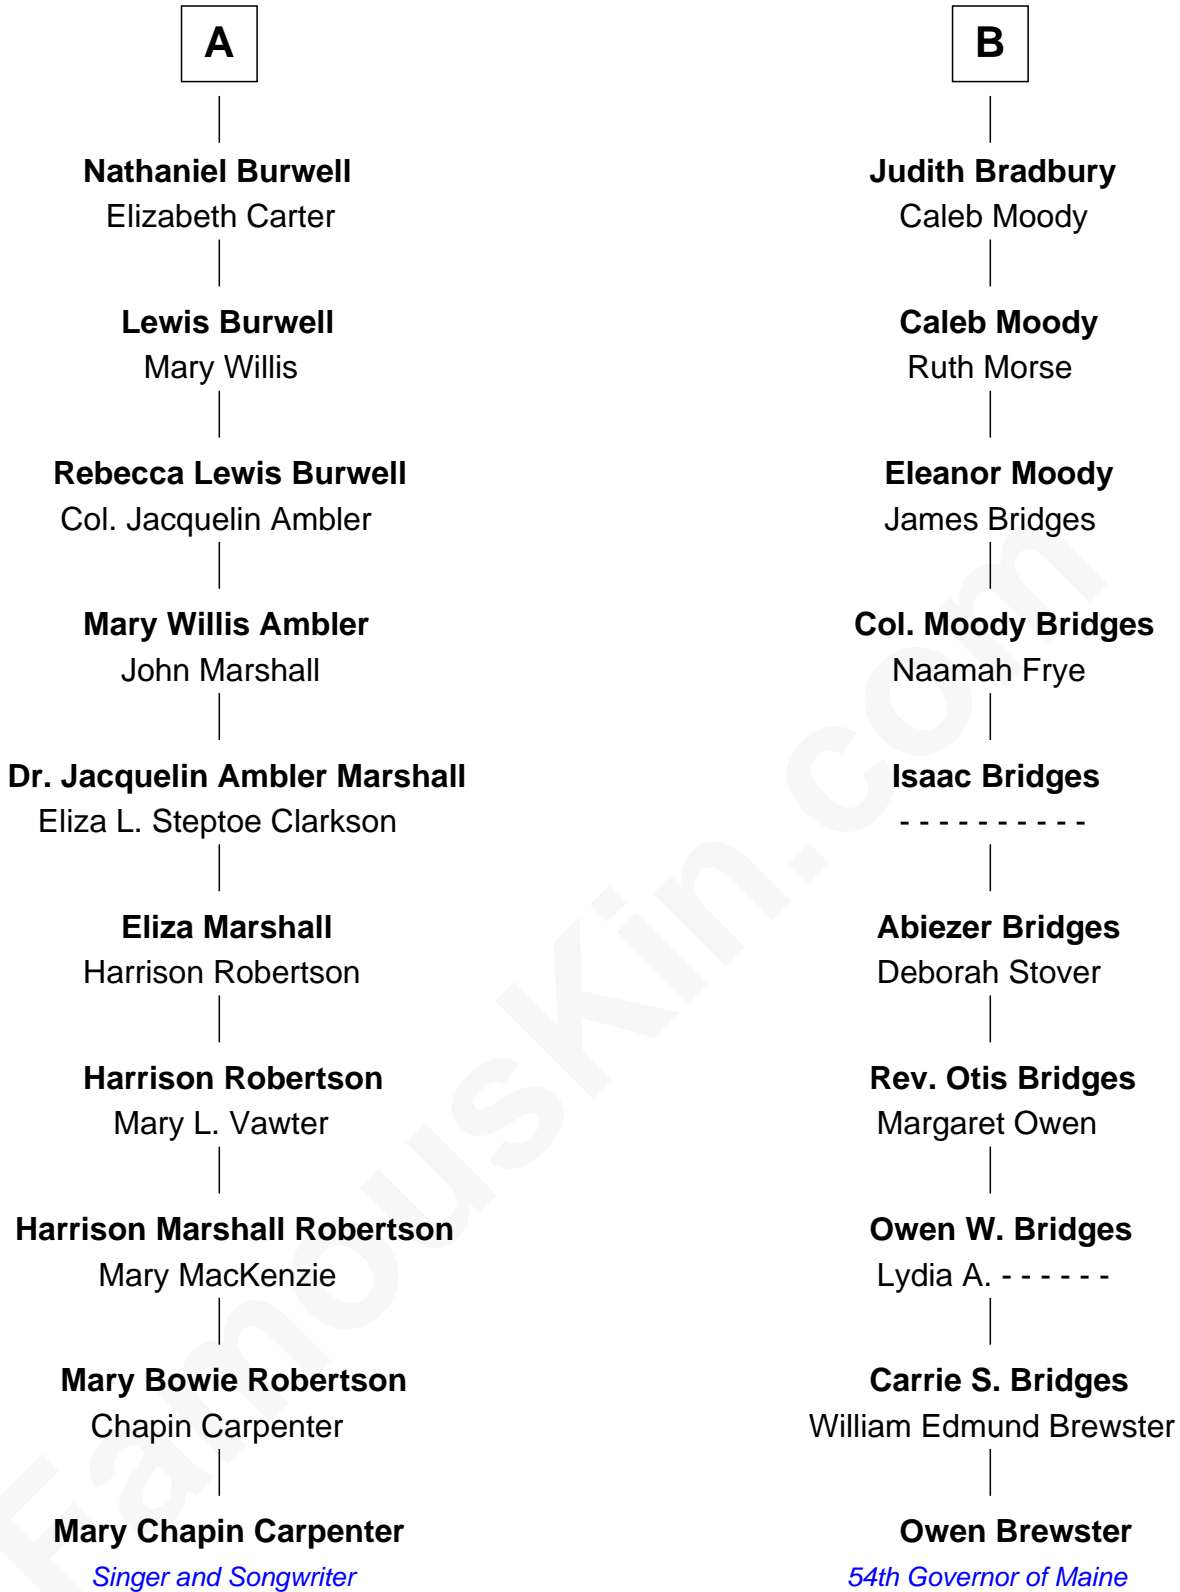 A
Nathaniel Burwell
Elizabeth Carter
Lewis Burwell
Mary Willis
Rebecca Lewis Burwell
Col. Jacquelin Ambler
Mary Willis Ambler
John Marshall
Dr. Jacquelin Ambler Marshall
Eliza L. Steptoe Clarkson
Eliza Marshall
Harrison Robertson
Harrison Robertson
Mary L. Vawter
Harrison Marshall Robertson
Mary MacKenzie
Mary Bowie Robertson
Chapin Carpenter
Mary Chapin Carpenter
Singer and Songwriter
B
Judith Bradbury
Caleb Moody
Caleb Moody
Ruth Morse
Eleanor Moody
James Bridges
Col. Moody Bridges
Naamah Frye
Isaac Bridges
- - - - - - - - - -
Abiezer Bridges
Deborah Stover
Rev. Otis Bridges
Margaret Owen
Owen W. Bridges
Lydia A. - - - - - -
Carrie S. Bridges
William Edmund Brewster
Owen Brewster
54th Governor of Maine
FamousKin.com